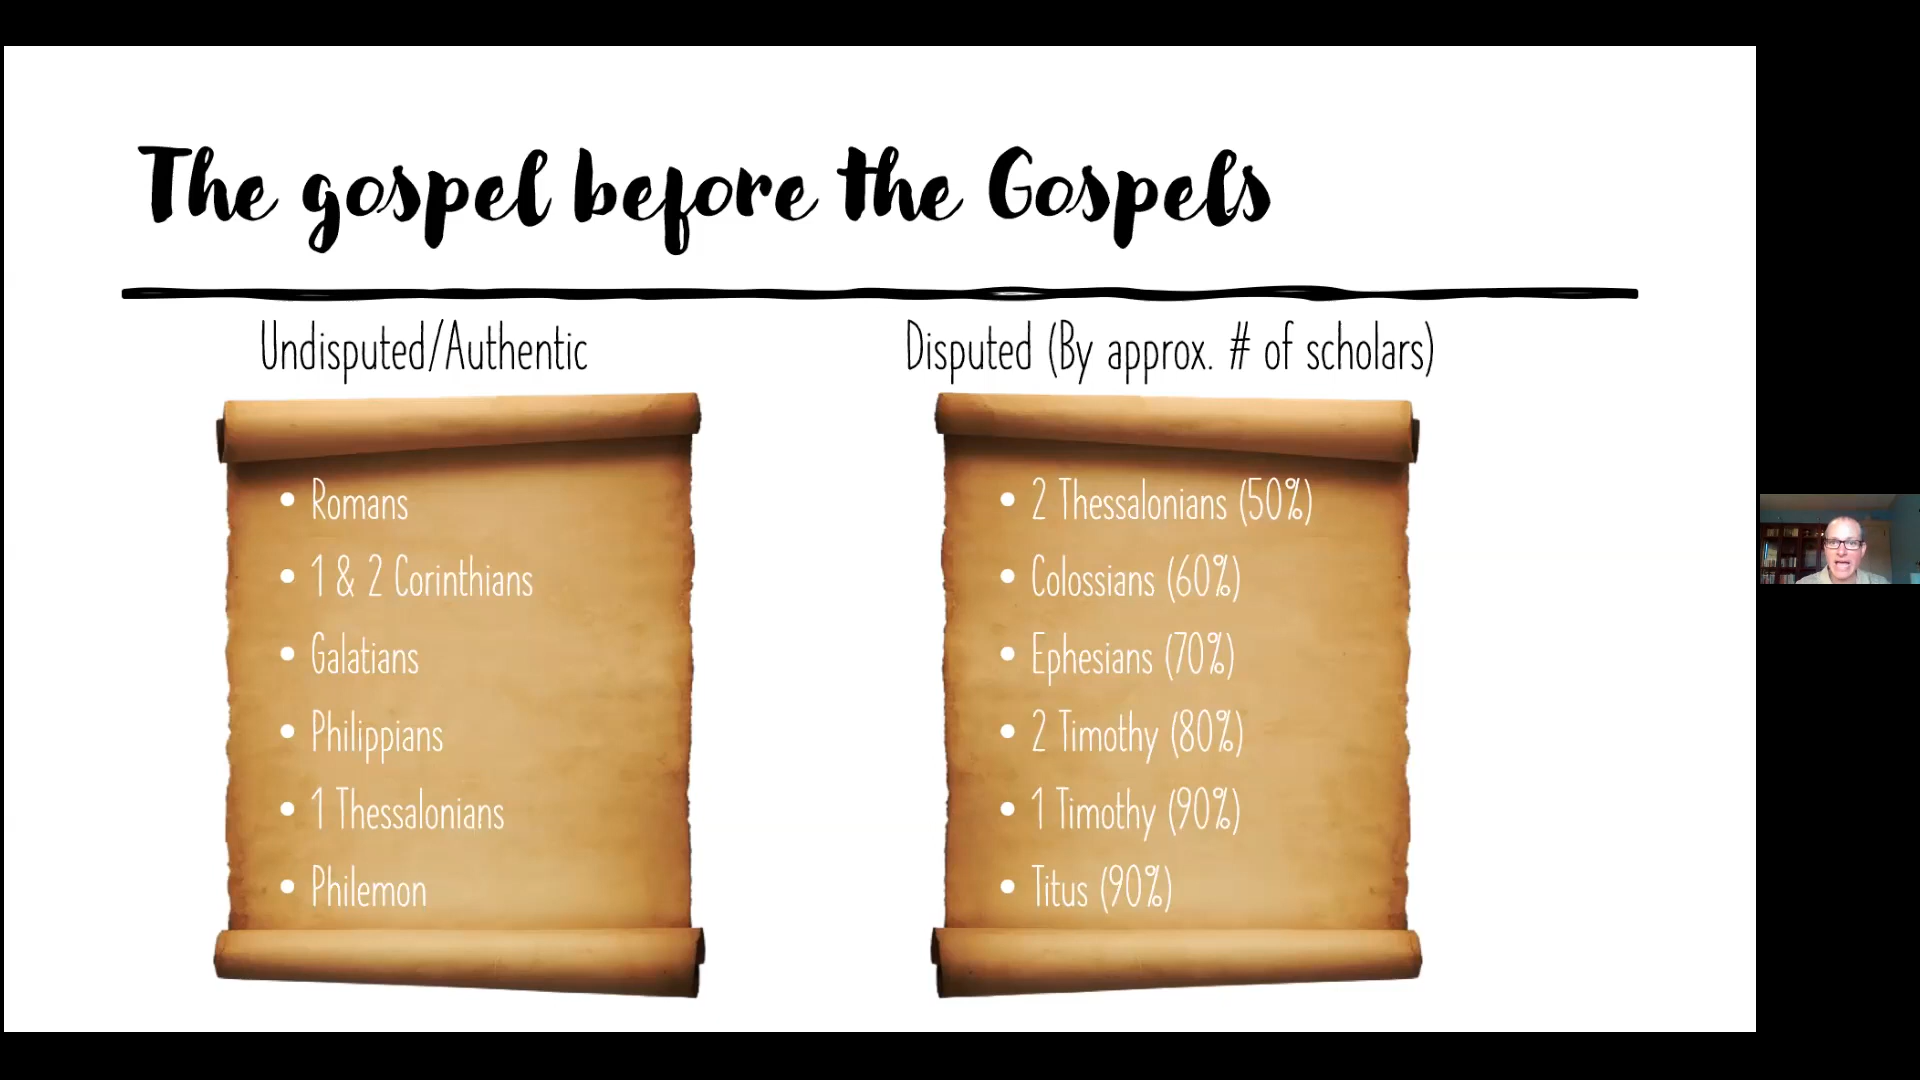 The gospel before the Gospels
Undisputed/Authentic
• Romans
• 1 & 2 Corinthians
• Galatians
• Philippians
• 1 Thessalonians
• Philemon
Disputed (By approx. # of scholars)
• 2 Thessalonians (50%)
• Colossians (60%)
• Ephesians (70%)
• 2 Timothy (80%)
• 1 Timothy (90%)
• Titus (90%)